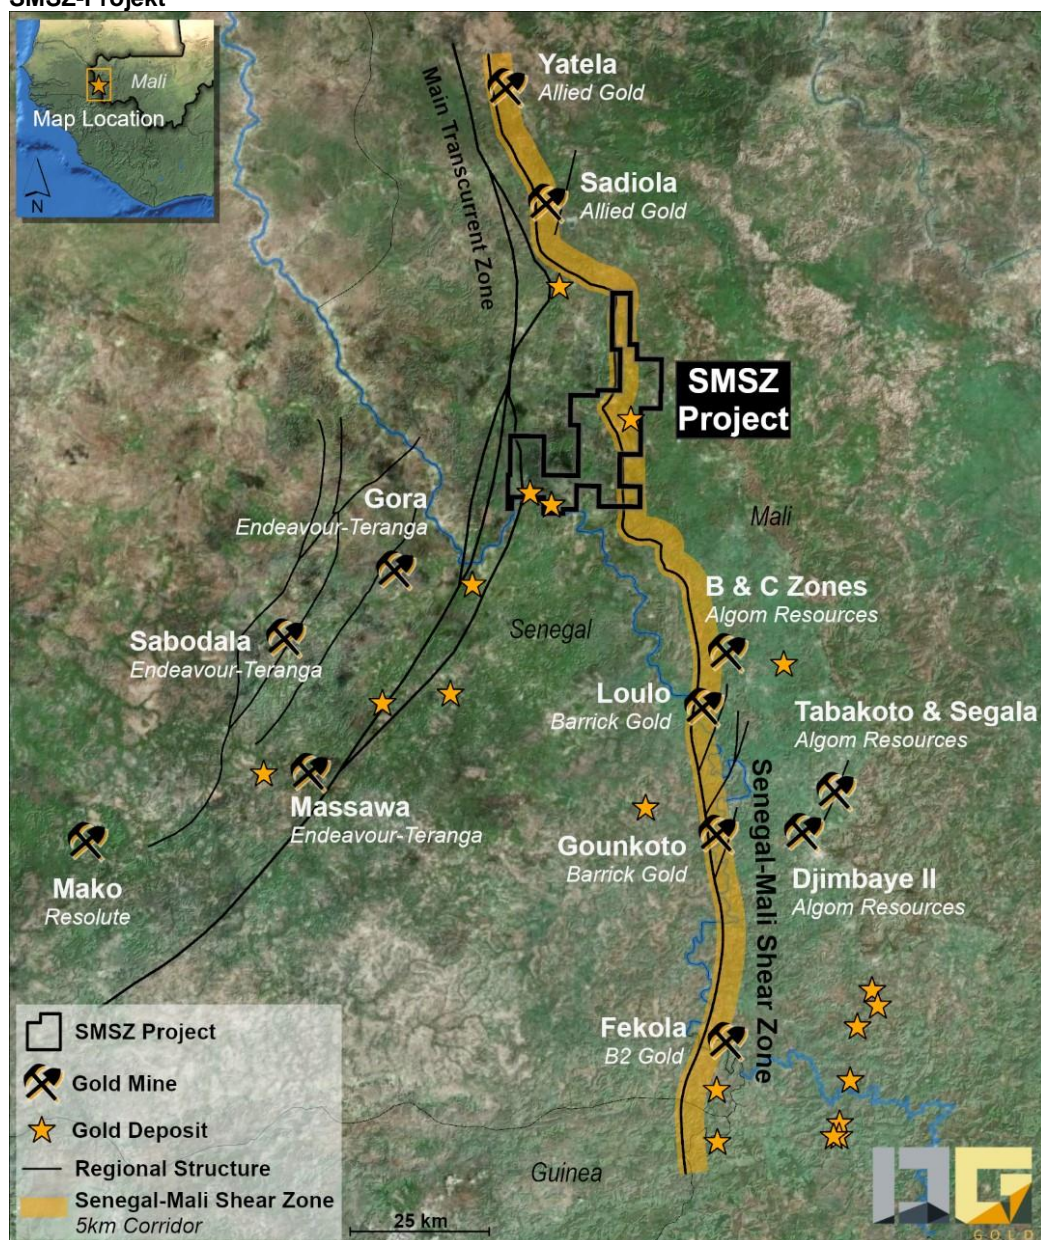 SMSZ-Projekt
Mali
Map Location
N
Yatela
Allied Gold
Main Transcurrent Zone
Sadiola
Allied Gold
SMSZ
Project
Gora
Endeavour-Teranga
Mali
B & C Zones
Algom Resources
Senegal
Sabodala
Endeavour-Teranga
Loulo
Barrick Gold
Tabakoto & Segala
Algom Resources
Senegal-Mali Shear Zone
Massawa
Endeavour-Teranga
Gounkoto
Barrick Gold
Mako
Resolute
Djimbaye II
Algom Resources
Fekola
B2 Gold
SMSZ Project
Gold Mine
Gold Deposit
Regional Structure
Senegal-Mali Shear Zone
5km Corridor
Guinea
25 km
GOLD